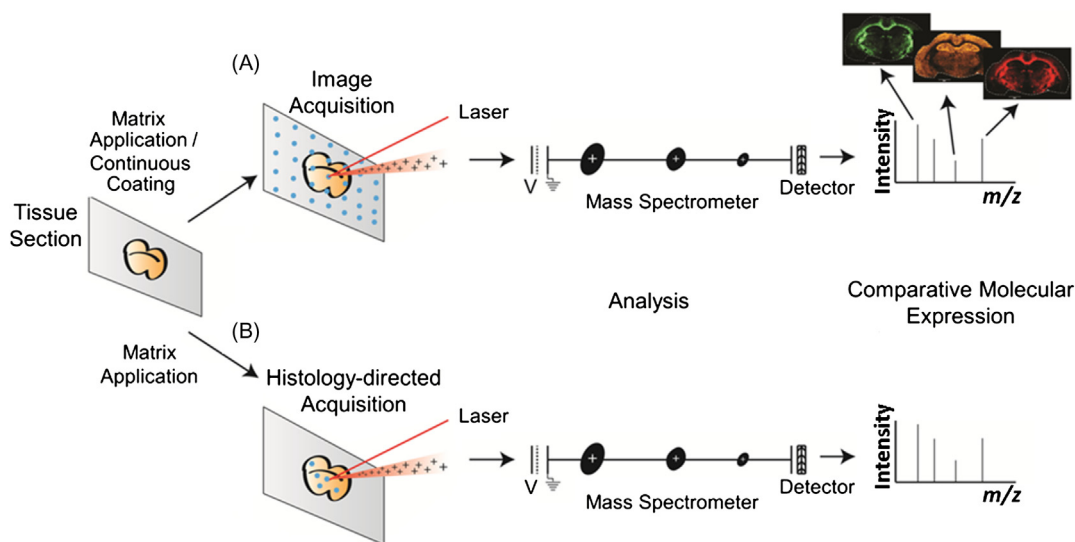 (A)
Image
Acquisition
Matrix
Application /
Continuous
Coating
Laser
+ + + + + + + + + + +
Tissue
Section
V
+
+
+
Mass Spectrometer
Detector
Intensity
m/z
Analysis
Comparative Molecular
Expression
(B)
Matrix
Application
Histology-directed
Acquisition
Laser
V
+
+
+
Mass Spectrometer
Detector
Intensity
m/z